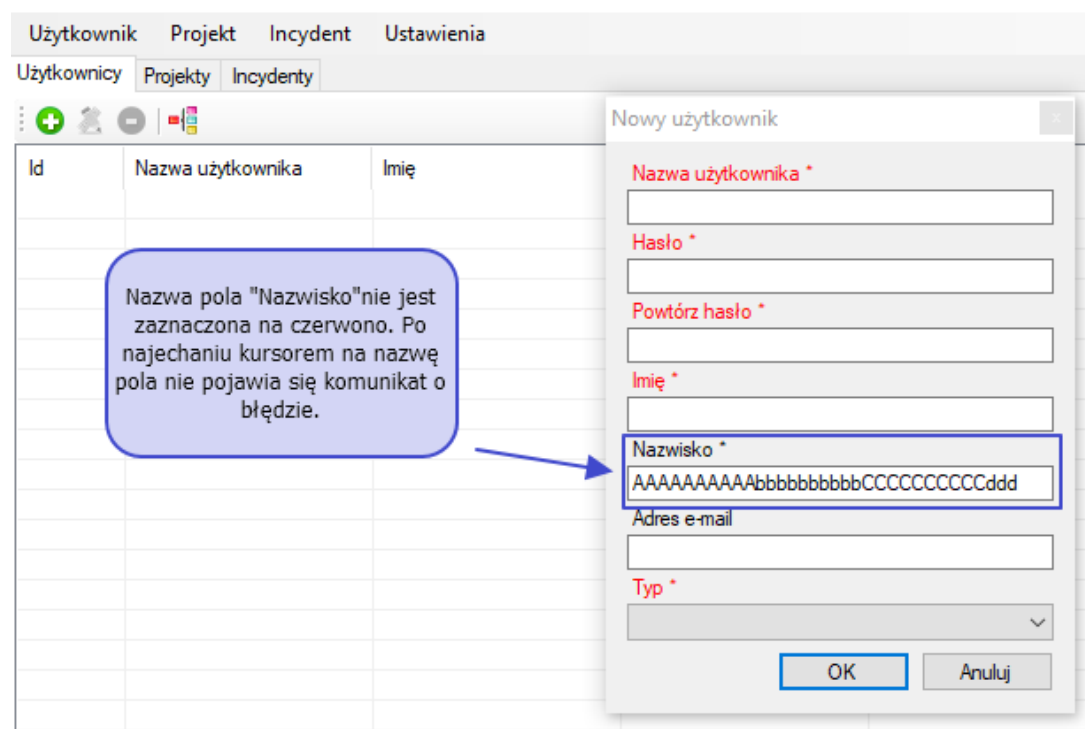 Użytkownik Projekt Incydent Ustawienia
Użytkownicy Projekty Incydenty
Id Nazwa użytkownika Imię
Nazwa pola "Nazwisko"nie jest
zaznaczona na czerwono. Po
najechaniu kursorem na nazwę
pola nie pojawia się komunikat o
błędzie.
Nowy użytkownik
x
Nazwa użytkownika *
Hasło *
Powtórz hasło *
Imię *
Nazwisko *
AAAAAAAAAAbbbbbbbbbbCCCCCCCCCCddd
Adres e-mail
Typ *
OK Anuluj